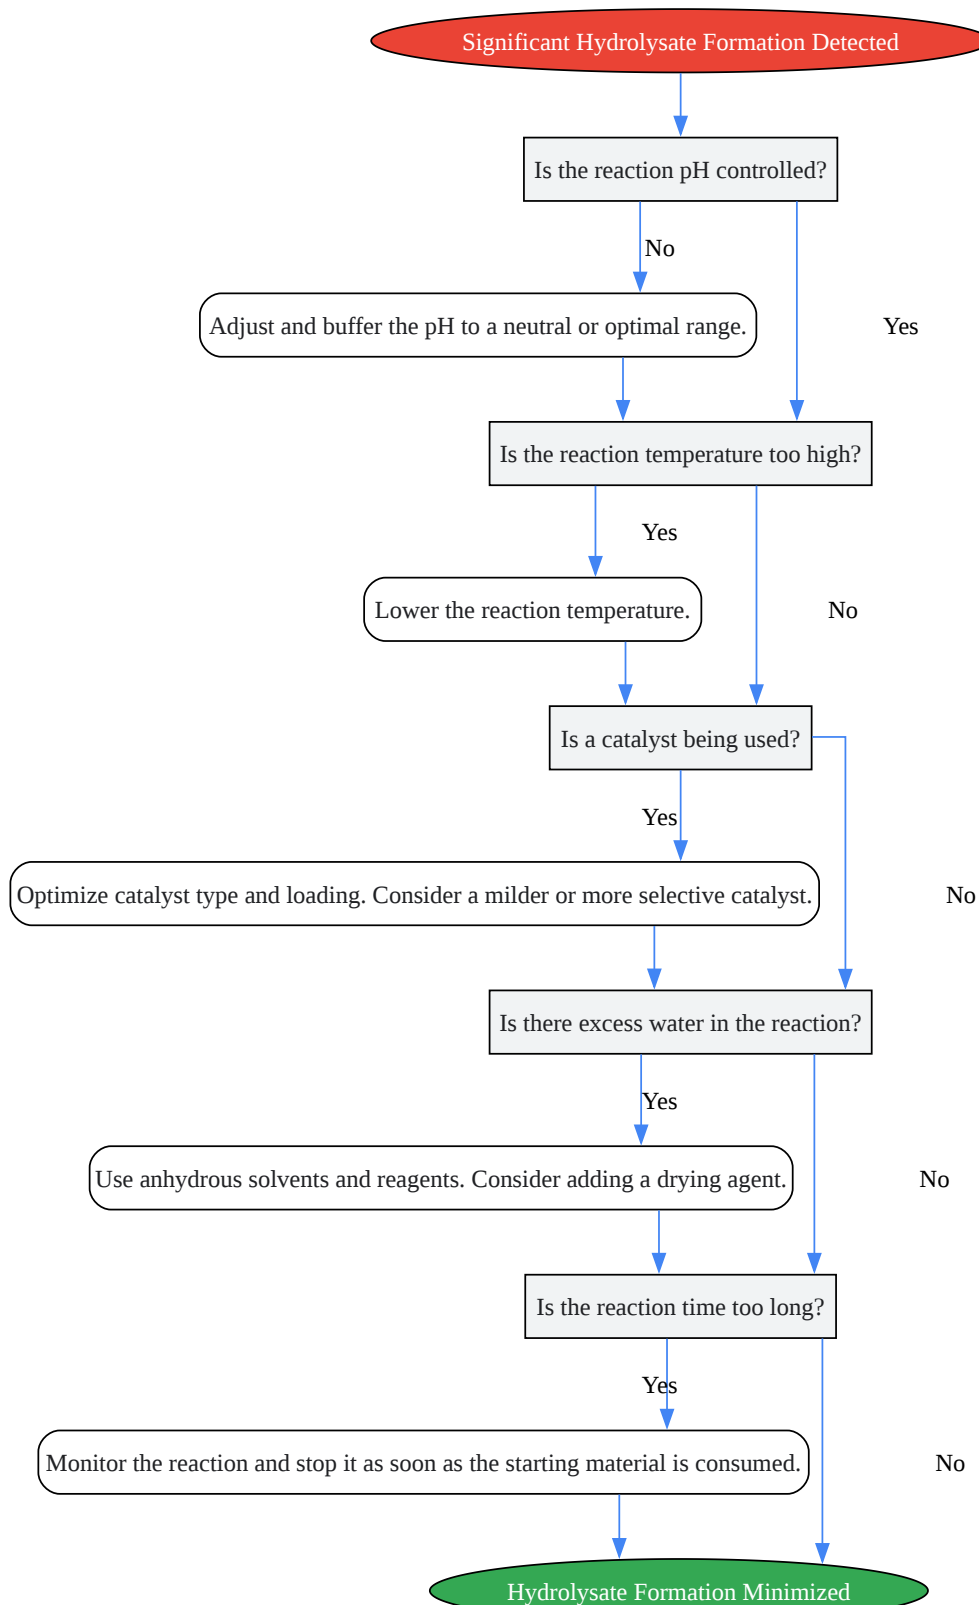 Significant Hydrolysate Formation Detected
Is the reaction pH controlled?
No
Adjust and buffer the pH to a neutral or optimal range.
Yes
Is the reaction temperature too high?
Yes
Lower the reaction temperature.
No
Is a catalyst being used?
Yes
Optimize catalyst type and loading. Consider a milder or more selective catalyst.
No
Is there excess water in the reaction?
Yes
Use anhydrous solvents and reagents. Consider adding a drying agent.
No
Is the reaction time too long?
Yes
Monitor the reaction and stop it as soon as the starting material is consumed.
No
Hydrolysate Formation Minimized